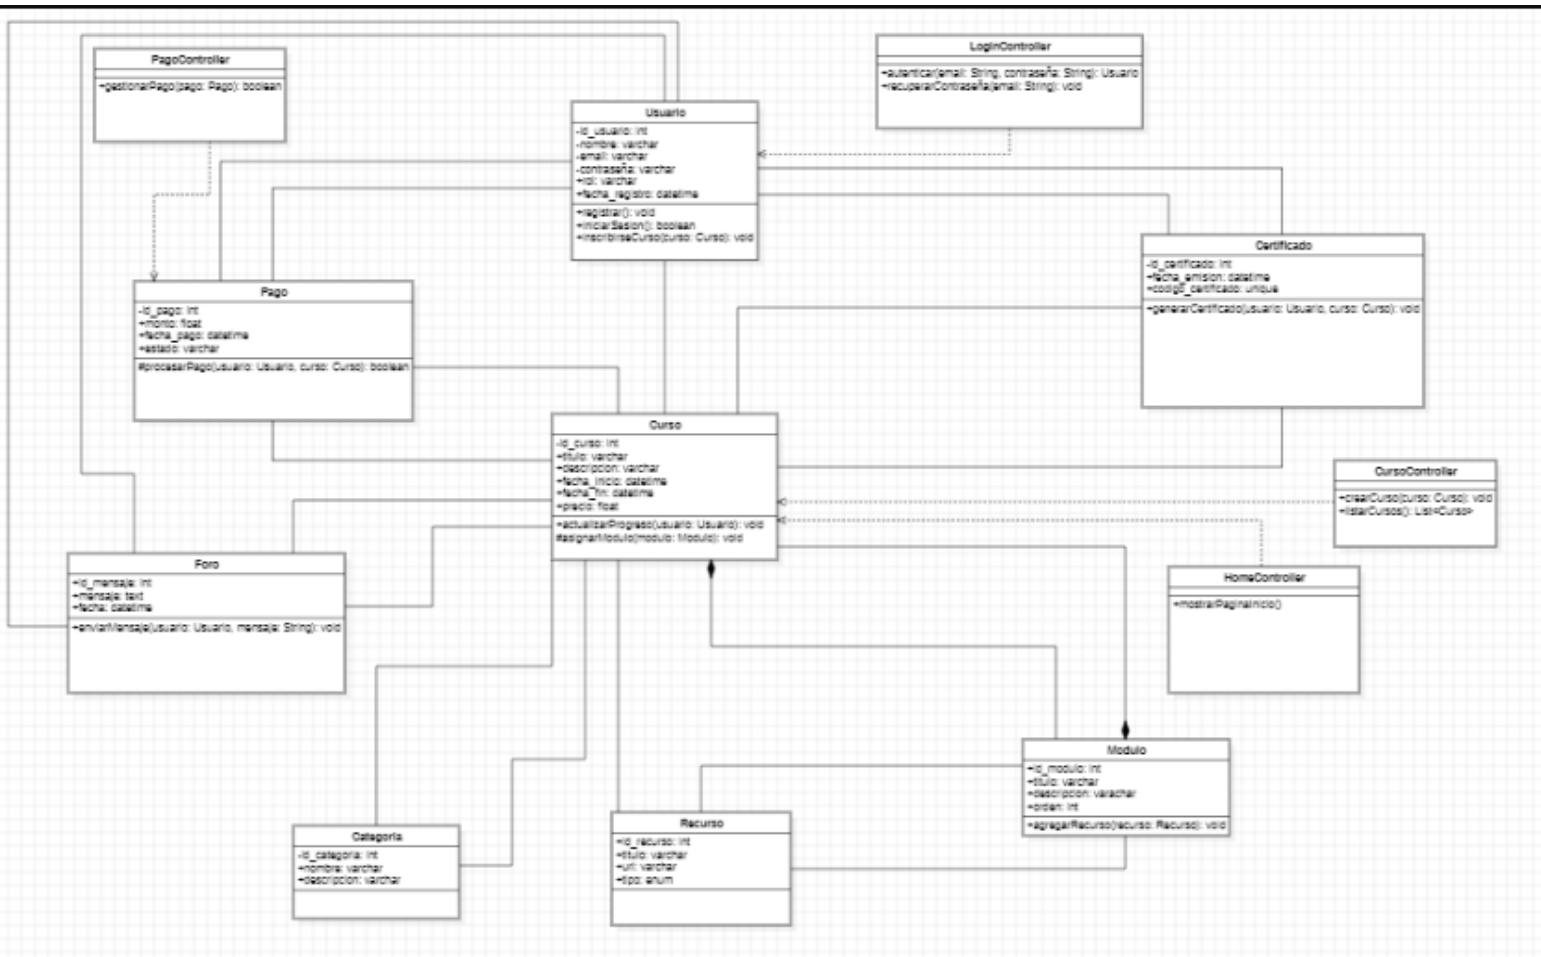 PagoController
+gestionarPago(pago: Pago): boolean
LoginController
+autenticar(email: String, contraseña: String): Usuario
+recuperarContraseña(email: String): void
Usuario
-id_usuario: int
-nombre: varchar
-email: varchar
-contraseña: varchar
+rol: varchar
+fecha_registro: datetime
+registrar(): void
+iniciarSesion(): boolean
+inscribirseCurso(curso: Curso): void
Certificado
-id_certificado: int
+fecha_emision: datetime
+codigo_certificado: unique
+generarCertificado(usuario: Usuario, curso: Curso): void
Pago
-id_pago: int
+monto: float
+fecha_pago: datetime
+estado: varchar
#procesarPago(usuario: Usuario, curso: Curso): boolean
Curso
-id_curso: int
+titulo: varchar
+descripcion: varchar
+fecha_inicio: datetime
+fecha_fin: datetime
+precio: float
+actualizarProgreso(usuario: Usuario): void
#asignarModulo(modulo: Modulo): void
CursoController
+crearCurso(curso: Curso): void
+listarCursos(): List<Curso>
Foro
+id_mensaje: int
+mensaje: text
+fecha: datetime
+enviarMensaje(usuario: Usuario, mensaje: String): void
HomeController
+mostrarPaginaInicio()
Modulo
+id_modulo: int
+titulo: varchar
+descripcion: varachar
+orden: int
+agregarRecurso(recurso: Recurso): void
Categoria
-id_categoria: int
+nombre: varchar
+descripcion: varchar
Recurso
+id_recurso: int
+titulo: varchar
+url: varchar
+tipo: enum